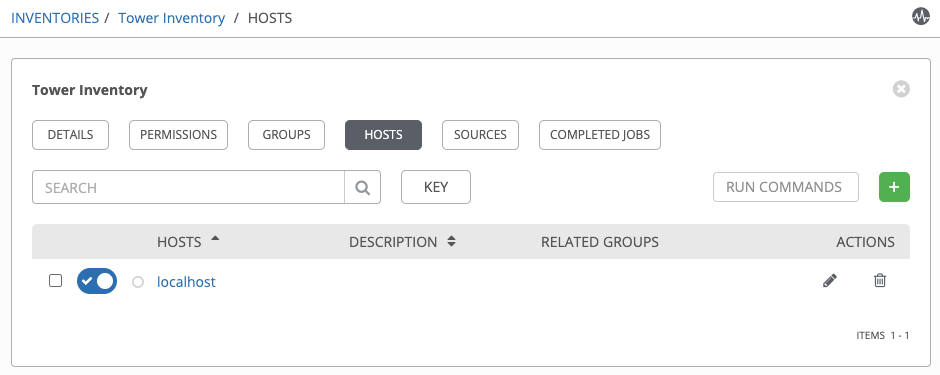 INVENTORIES / Tower Inventory / HOSTS
Tower Inventory
DETAILS PERMISSIONS GROUPS HOSTS SOURCES COMPLETED JOBS
SEARCH KEY RUN COMMANDS +
HOSTS DESCRIPTION RELATED GROUPS ACTIONS
localhost
ITEMS 1 - 1